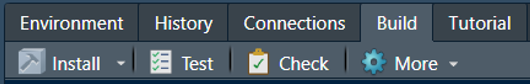 Environment History Connections Build Tutorial
Install Test Check More